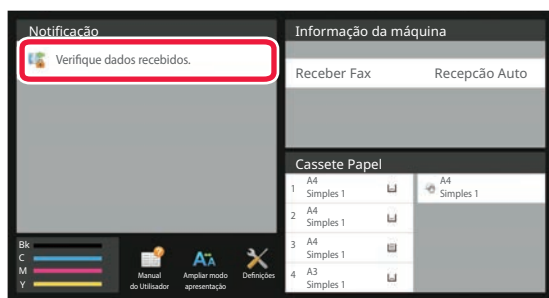 Notificação
Verifique dados recebidos.
Informação da máquina
Receber Fax Recepcão Auto
Cassete Papel
1 A4
Simples 1
A4
Simples 1
2 A4
Simples 1
3 A4
Simples 1
4 A3
Simples 1
Bk
C
M
Y
Manual
do Utilisador
Ampliar modo
apresentação
Definições